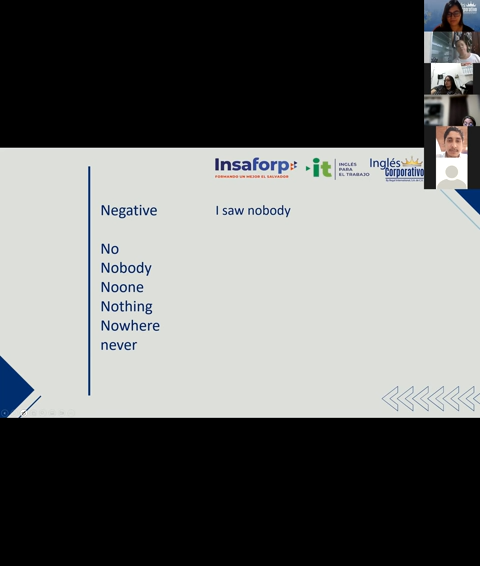 Insaforp
FORMANDO UN MEJOR EL SALVADOR
it
INGLÉS
PARA
EL TRABAJO
Inglés
Corporativo
Negative
I saw nobody
No
Nobody
Noone
Nothing
Nowhere
never